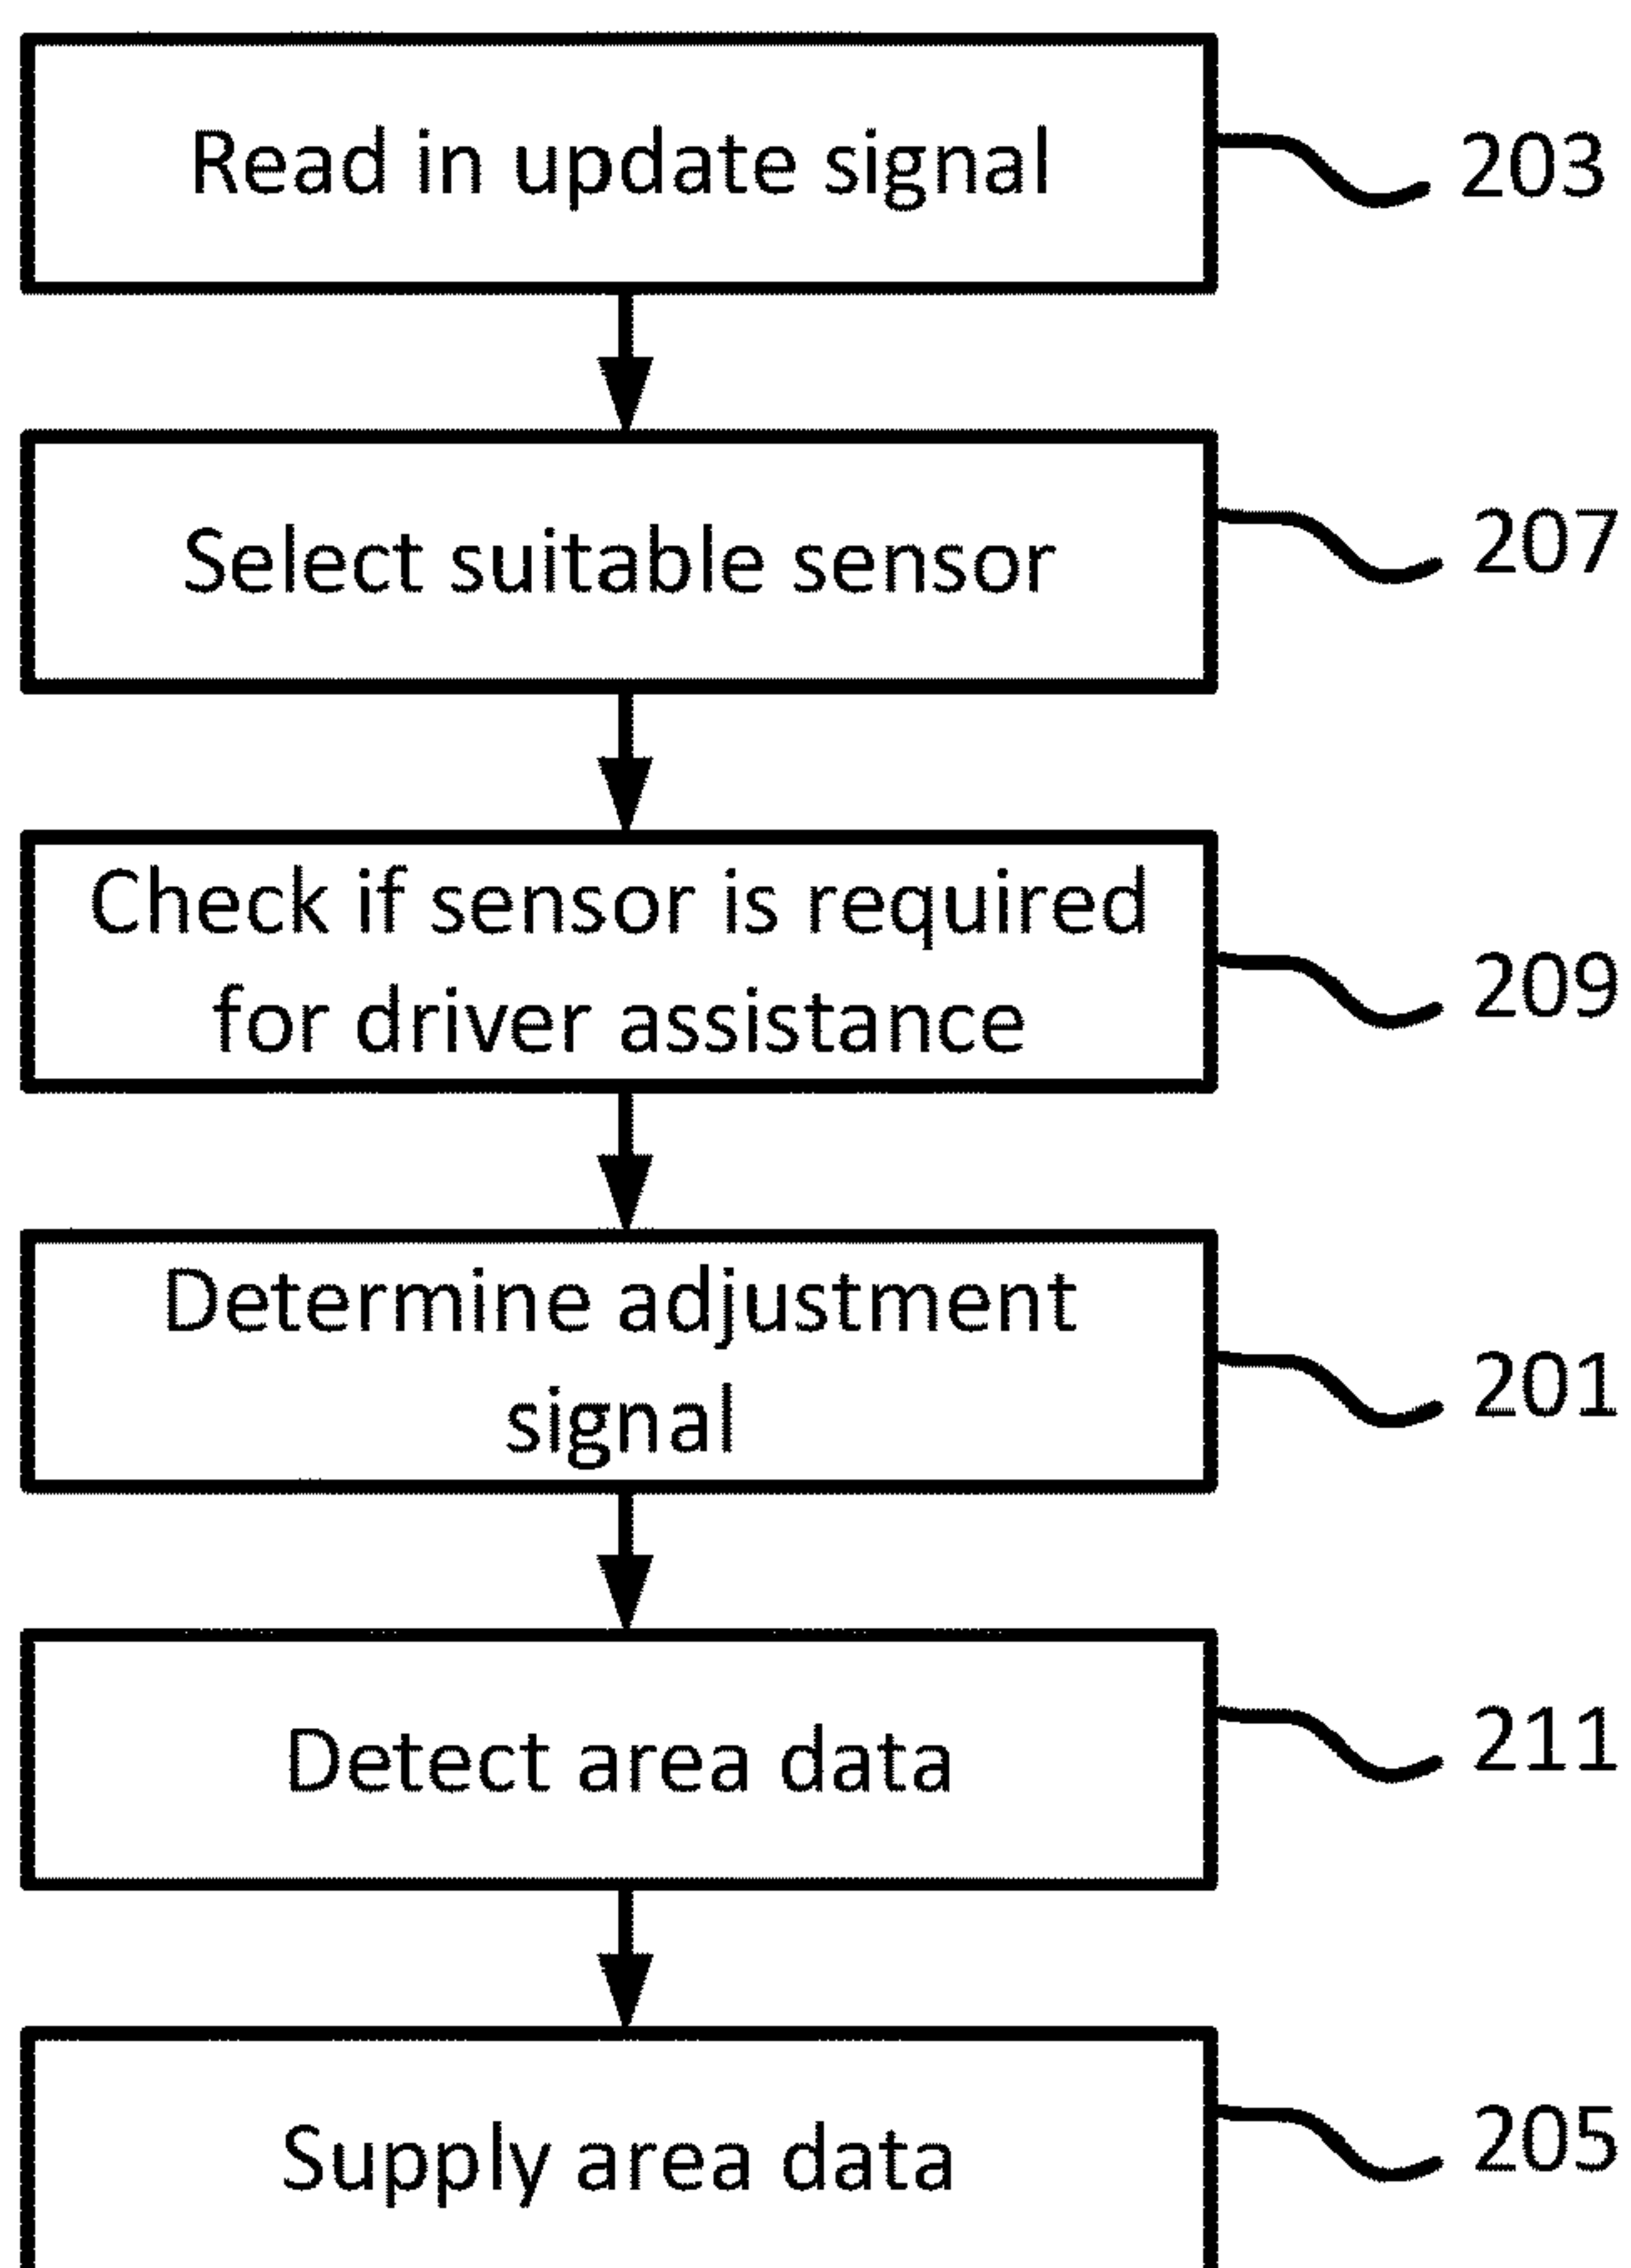 Read in update signal
203
Select suitable sensor
207
Check if sensor is required
for driver assistance
209
Determine adjustment
signal
201
Detect area data
211
Supply area data
205